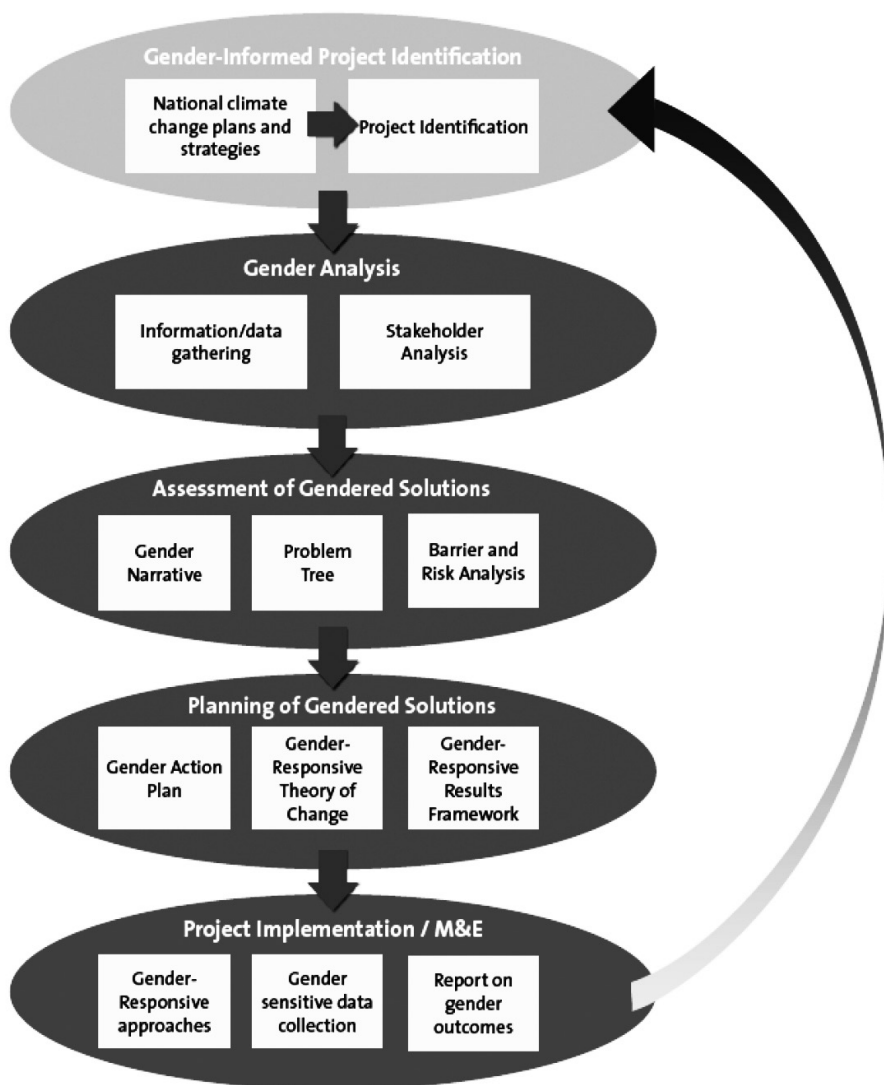 Gender-Informed Project Identification
National climate
change plans and
strategies
Project Identification
Gender Analysis
Information/data
gathering
Stakeholder
Analysis
Assessment of Gendered Solutions
Gender
Narrative
Problem
Tree
Barrier and
Risk Analysis
Planning of Gendered Solutions
Gender Action
Plan
Gender-
Responsive
Theory of
Change
Gender-
Responsive
Results
Framework
Project Implementation / M&E
Gender-
Responsive
approaches
Gender
sensitive data
collection
Report on
gender
outcomes